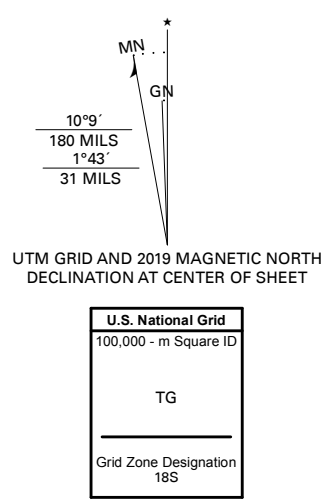 MN
GN
10°9´
180 MILS
1°43´
31 MILS
UTM GRID AND 2019 MAGNETIC NORTH
DECLINATION AT CENTER OF SHEET
U.S. National Grid
100,000 - m Square ID
TG
Grid Zone Designation
18S